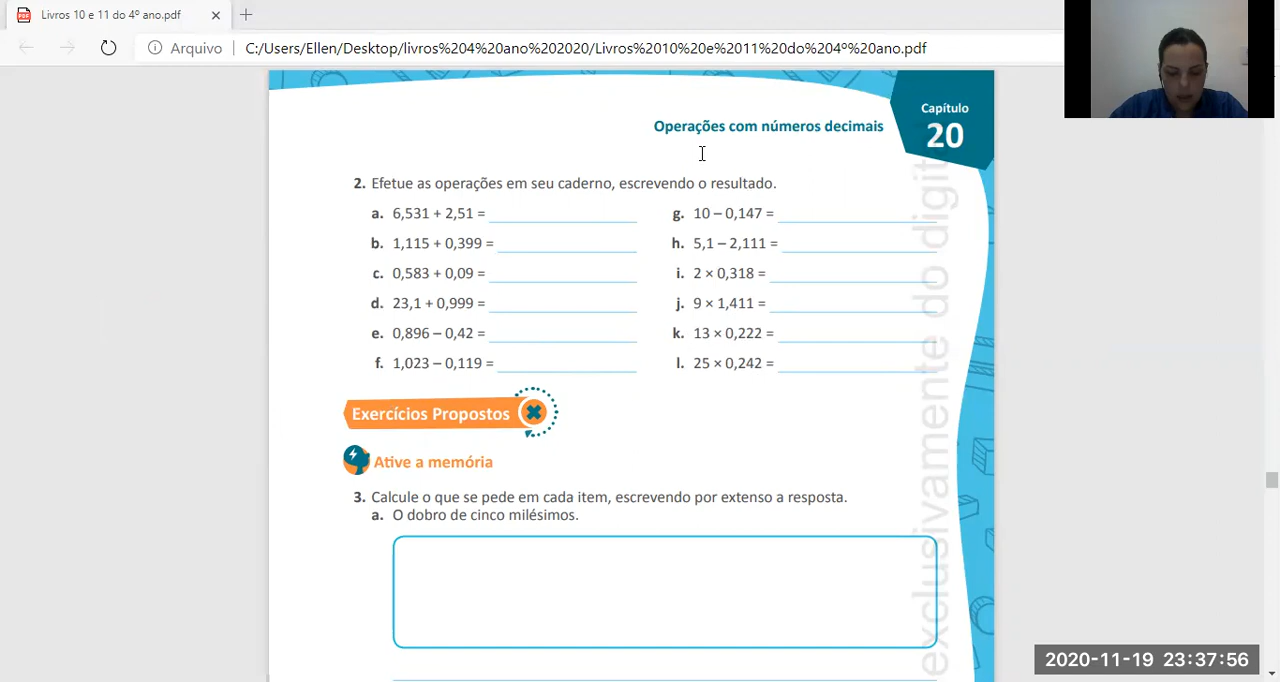 Livros 10 e 11 do 4º ano.pdf
Arquivo
C:/Users/Ellen/Desktop/livros%204%20ano%202020/Livros%2010%20e%2011%20do%204º%20ano.pdf
Operações com números decimais
Capítulo
20
2. Efetue as operações em seu caderno, escrevendo o resultado.
a. 6,531 + 2,51 =
b. 1,115 + 0,399 =
c. 0,583 + 0,09 =
d. 23,1 + 0,999 =
e. 0,896 – 0,42 =
f. 1,023 – 0,119 =
g. 10 – 0,147 =
h. 5,1 – 2,111 =
i. 2 × 0,318 =
j. 9 × 1,411 =
k. 13 × 0,222 =
l. 25 × 0,242 =
Exercícios Propostos
Ative a memória
3. Calcule o que se pede em cada item, escrevendo por extenso a resposta.
a. O dobro de cinco milésimos.
exclusivamente do digit
2020-11-19 23:37:56